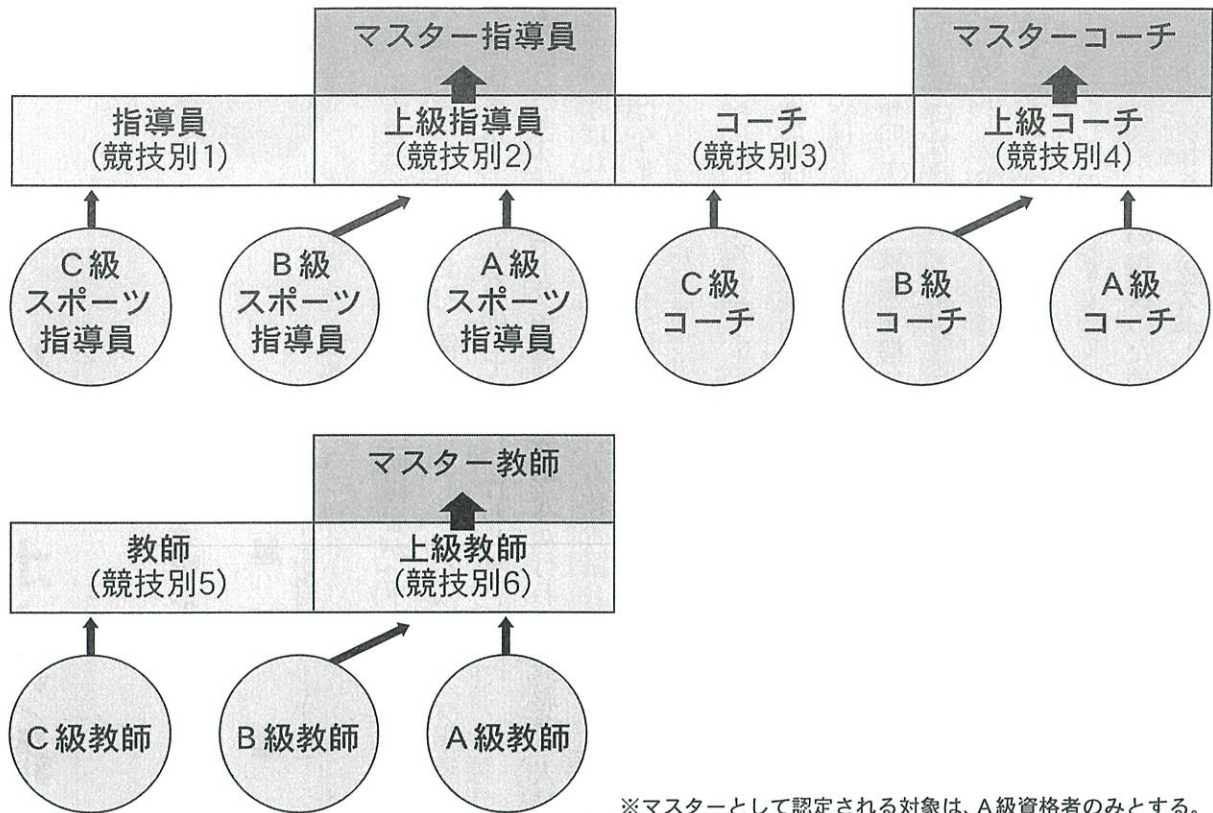 マスター指導員
マスターコーチ
指導員
(競技別1)
上級指導員
(競技別2)
コーチ
(競技別3)
上級コーチ
(競技別4)
C級
スポーツ
指導員
B級
スポーツ
指導員
A級
スポーツ
指導員
C級
コーチ
B級
コーチ
A級
コーチ
マスター教師
教師
(競技別5)
上級教師
(競技別6)
C級教師
B級教師
A級教師
※マスターとして認定される対象は、A級資格者のみとする。